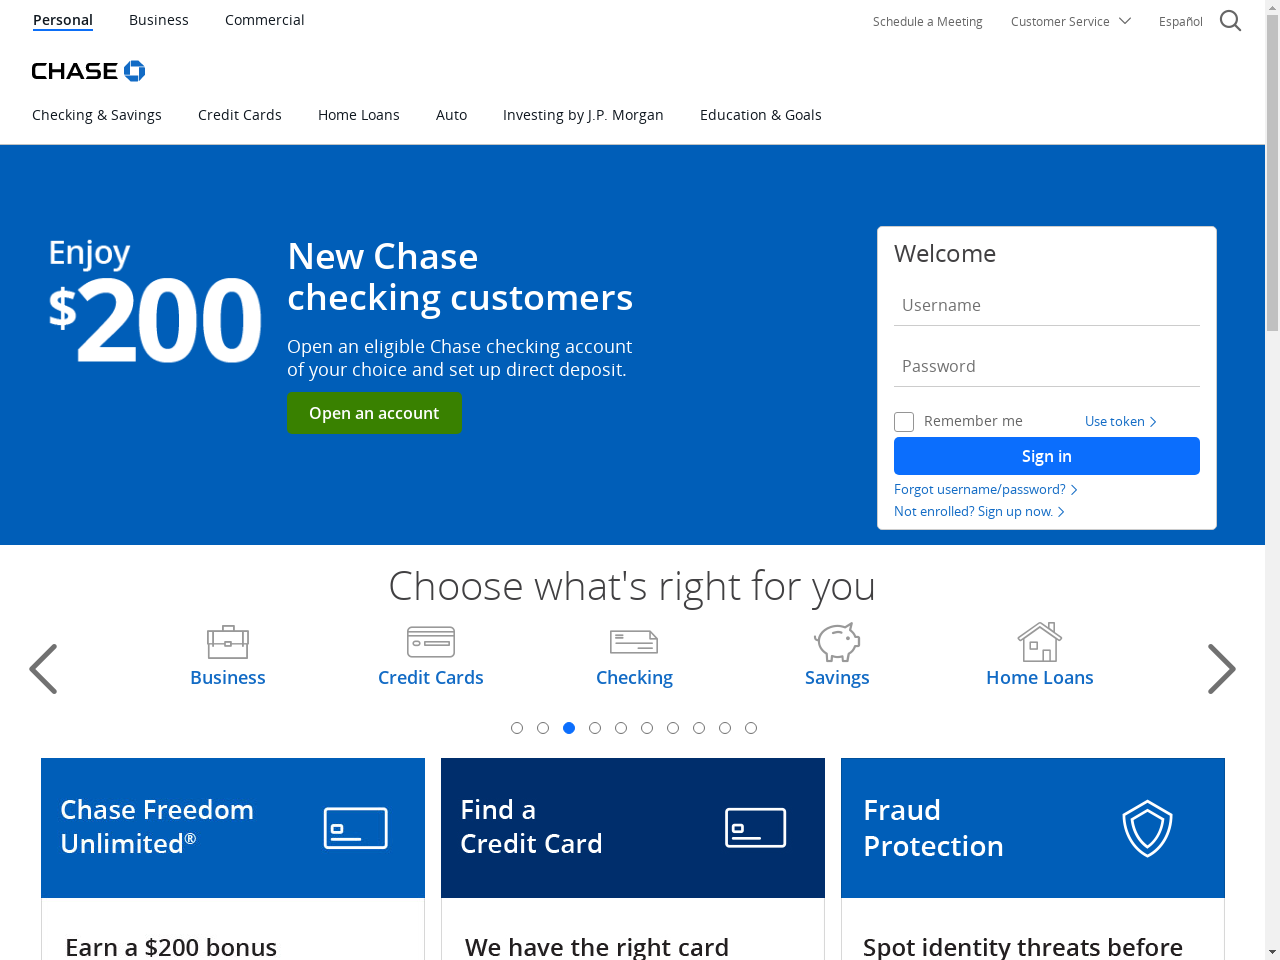 Personal
Business
Commercial
Schedule a Meeting
Customer Service
Español
CHASE
Checking & Savings
Credit Cards
Home Loans
Auto
Investing by J.P. Morgan
Education & Goals
Enjoy
$200
New Chase
checking customers
Open an eligible Chase checking account
of your choice and set up direct deposit.
Open an account
Welcome
Username
Password
Remember me
Use token
Sign in
Forgot username/password?
Not enrolled? Sign up now.
Choose what's right for you
Business
Credit Cards
Checking
Savings
Home Loans
Chase Freedom
Unlimited®
Find a
Credit Card
Fraud
Protection
Earn a $200 bonus
We have the right card
Spot identity threats before